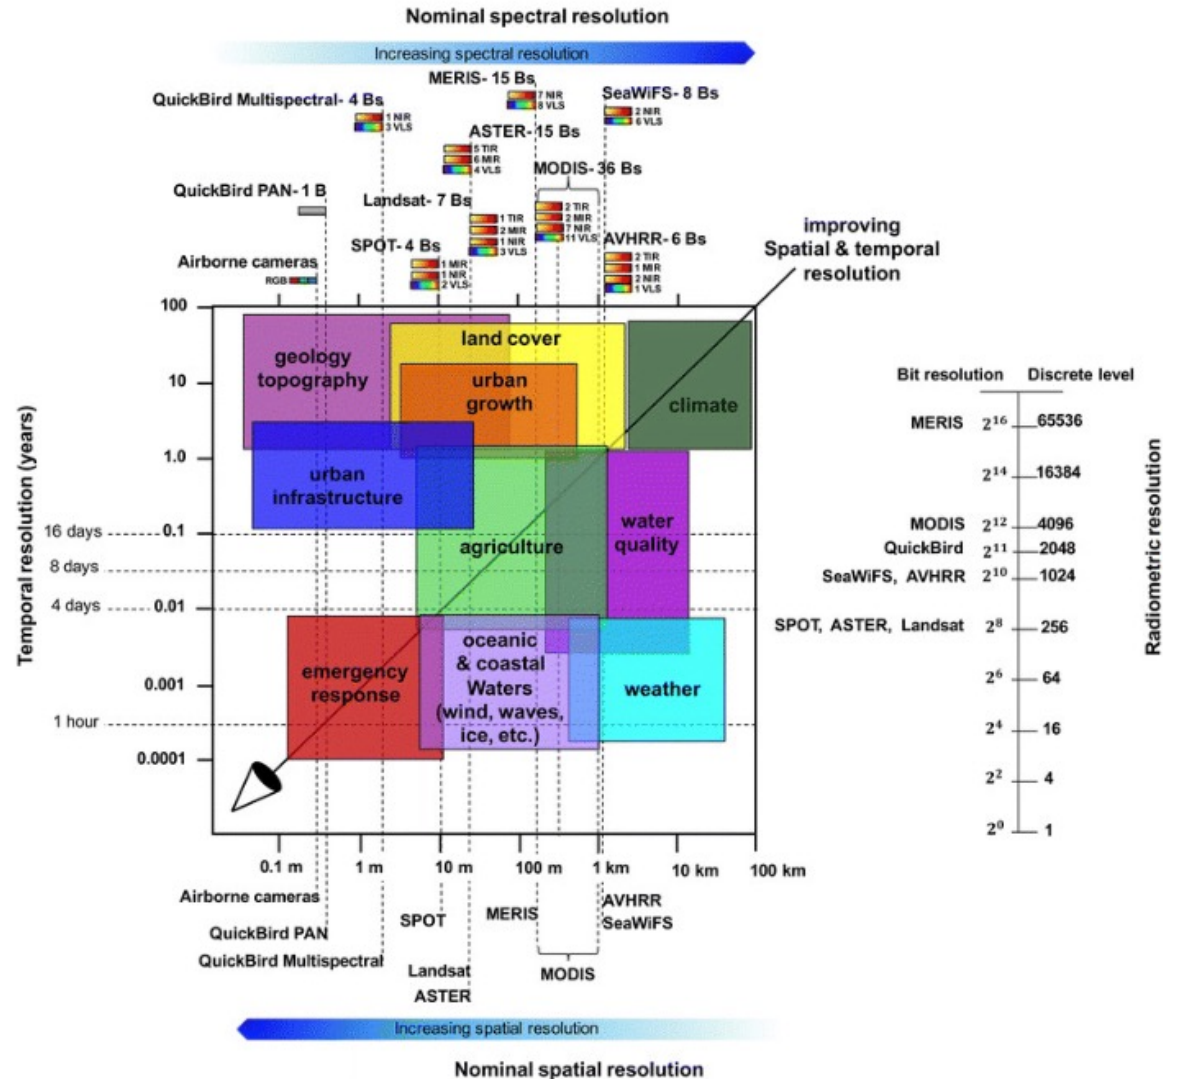 Nominal spectral resolution
Increasing spectral resolution
MERIS- 15 Bs
7 NIR
8 VLS
SeaWiFS- 8 Bs
2 NIR
6 VLS
QuickBird Multispectral- 4 Bs
1 NIR
3 VLS
ASTER- 15 Bs
5 TIR
6 MIR
4 VLS
MODIS- 36 Bs
2 TIR
2 MIR
7 NIR
11 VLS
QuickBird PAN- 1 B
Landsat- 7 Bs
1 TIR
2 MIR
1 NIR
3 VLS
SPOT- 4 Bs
1 MIR
1 NIR
2 VLS
AVHRR- 6 Bs
2 TIR
1 MIR
2 NIR
1 VLS
Airborne cameras
RGB
improving
Spatial & temporal
resolution
Temporal resolution (years)
100
10
1.0
0.1
0.01
0.001
0.0001
16 days
8 days
4 days
1 hour
geology
topography
land cover
urban
growth
climate
urban
infrastructure
agriculture
water
quality
emergency
response
oceanic
& coastal
Waters
(wind, waves,
ice, etc.)
weather
0.1 m
1 m
10 m
100 m
1 km
10 km
100 km
Airborne cameras
QuickBird PAN
QuickBird Multispectral
SPOT
Landsat
ASTER
MERIS
MODIS
AVHRR
SeaWiFS
Increasing spatial resolution
Nominal spatial resolution
Bit resolution Discrete level
MERIS 2¹⁶ 65536
2¹⁴ 16384
MODIS 2¹² 4096
QuickBird 2¹¹ 2048
SeaWiFS, AVHRR 2¹⁰ 1024
SPOT, ASTER, Landsat 2⁸ 256
2⁶ 64
2⁴ 16
2² 4
2⁰ 1
Radiometric resolution